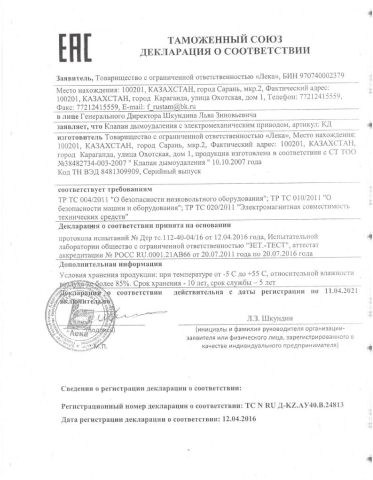 ЕАС
ТАМОЖЕННЫЙ СОЮЗ
ДЕКЛАРАЦИЯ О СООТВЕТСТВИИ
Заявитель, Товарищество с ограниченной ответственностью «Лека», БИН 970740002379
Место нахождения: 100201, КАЗАХСТАН, город Сарань, мкр.2, Фактический адрес:
100201, КАЗАХСТАН, город Караганда, улица Охотская, дом 1, Телефон: 77212415559,
Факс: 77212415559, E-mail: f_rustam@bk.ru
в лице Генерального Директора Шкундина Льва Зиновьевича
заявляет, что Клапан дымоудаления с электромеханическим приводом, артикул: КД
изготовитель Товарищество с ограниченной ответственностью «Лека», Место нахождения:
100201, КАЗАХСТАН, город Сарань, мкр.2, Фактический адрес: 100201, КАЗАХСТАН,
город Караганда, улица Охотская, дом 1, продукция изготовлена в соответствии с СТ ТОО
№38482734-003-2007 " Клапан дымоудаления" 10.10.2007 года
Код ТН ВЭД 8481309909, Серийный выпуск
соответствует требованиям
ТР ТС 004/2011 "О безопасности низковольтного оборудования"; ТР ТС 010/2011 "О
безопасности машин и оборудования"; ТР ТС 020/2011 "Электромагнитная совместимость
технических средств"
Декларация о соответствии принята на основании
протокола испытаний № Дтр тс.112-40-04/16 от 12.04.2016 года, Испытательной
лаборатории общества с ограниченной ответственностью "ЗЕТ.-ТЕСТ", аттестат
аккредитации № РОСС RU.0001.21АВ66 от 20.07.2011 года по 20.07.2016 года
Дополнительная информация
Условия хранения продукции: при температуре от -5 С до +55 С, относительной влажности
воздуха не более 85%. Срок хранения - 10 лет, срок службы – 5 лет
Декларация о соответствии действительна с даты регистрации по 11.04.2021
включительно
Л.З. Шкундин
(инициалы и фамилия руководителя организации-
заявителя или физического лица, зарегистрированного в
качестве индивидуального предпринимателя)
М.П.
Лека
Сведения о регистрации декларации о соответствии:
Регистрационный номер декларации о соответствии: ТС N RU Д-KZ.АУ40.В.24813
Дата регистрации декларации о соответствии: 12.04.2016